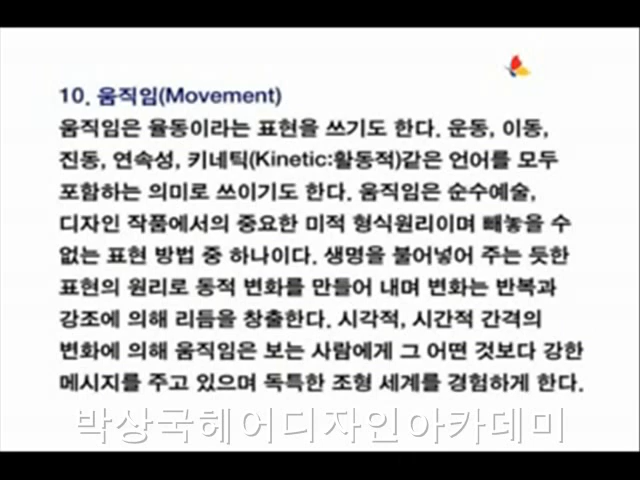 10. 움직임(Movement)
움직임은 율동이라는 표현을 쓰기도 한다. 운동, 이동,
진동, 연속성, 키네틱(Kinetic:활동적)같은 언어를 모두
포함하는 의미로 쓰이기도 한다. 움직임은 순수예술,
디자인 작품에서의 중요한 미적 형식원리이며 빼놓을 수
없는 표현 방법 중 하나이다. 생명을 불어넣어 주는 듯한
표현의 원리로 동적 변화를 만들어 내며 변화는 반복과
강조에 의해 리듬을 창출한다. 시각적, 시간적 간격의
변화에 의해 움직임은 보는 사람에게 그 어떤 것보다 강한
메시지를 주고 있으며 독특한 조형 세계를 경험하게 한다.
박상국헤어디자인아카데미